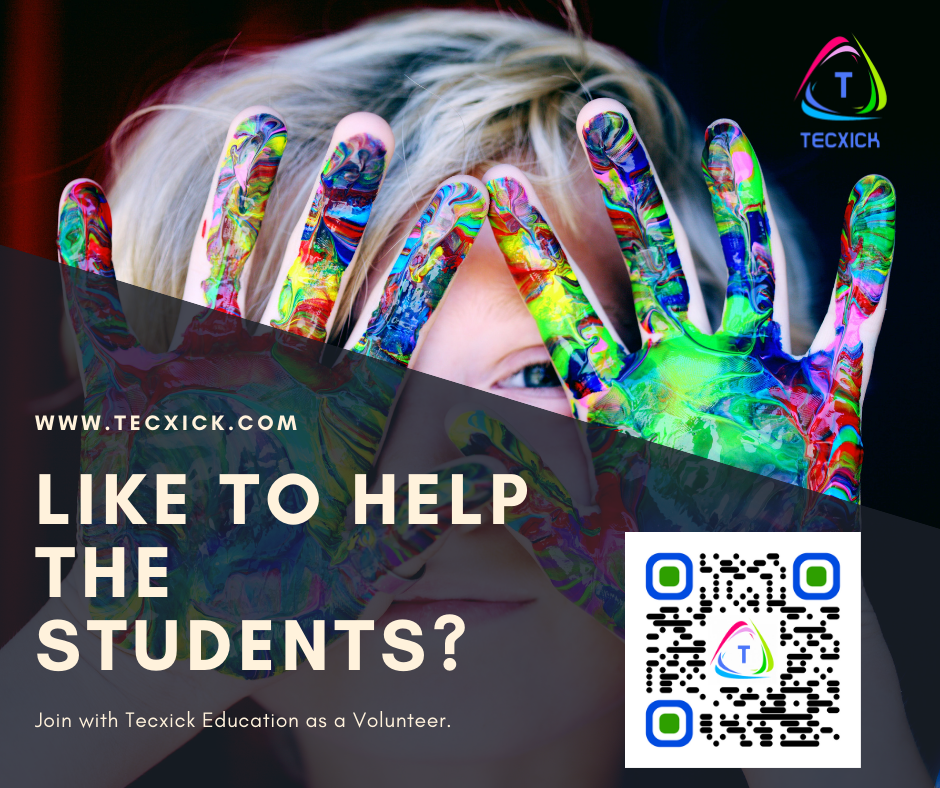 T
TECXICK
WWW.TECXICK.COM
LIKE TO HELP
THE
STUDENTS?
Join with Tecxick Education as a Volunteer.
T